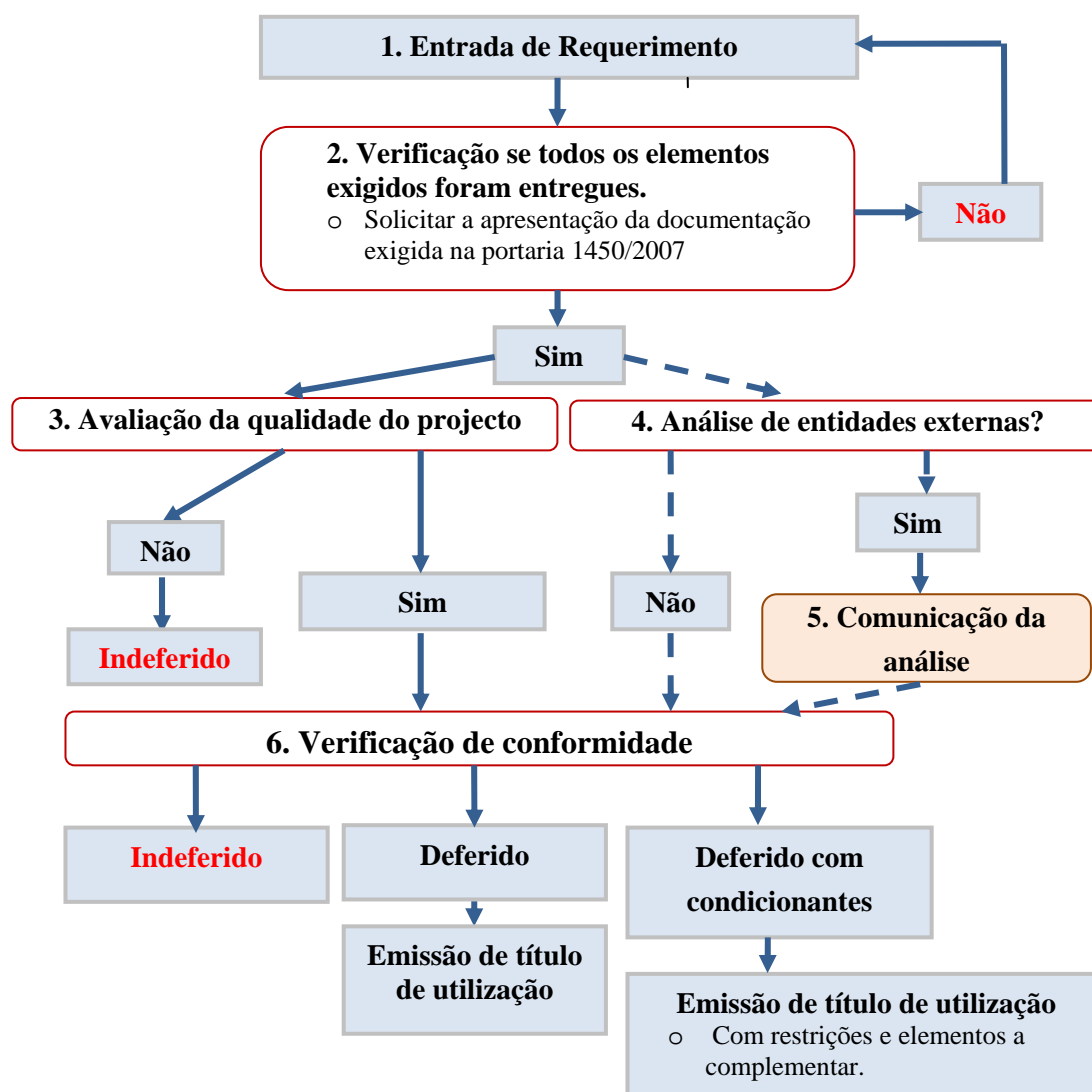 1. Entrada de Requerimento
2. Verificação se todos os elementos
exigidos foram entregues.
o Solicitar a apresentação da documentação
exigida na portaria 1450/2007
Não
Sim
3. Avaliação da qualidade do projecto
4. Análise de entidades externas?
Não
Sim
Não
Sim
Indeferido
5. Comunicação da
análise
6. Verificação de conformidade
Indeferido
Deferido
Deferido com
condicionantes
Emissão de título
de utilização
Emissão de título de utilização
o Com restrições e elementos a
complementar.